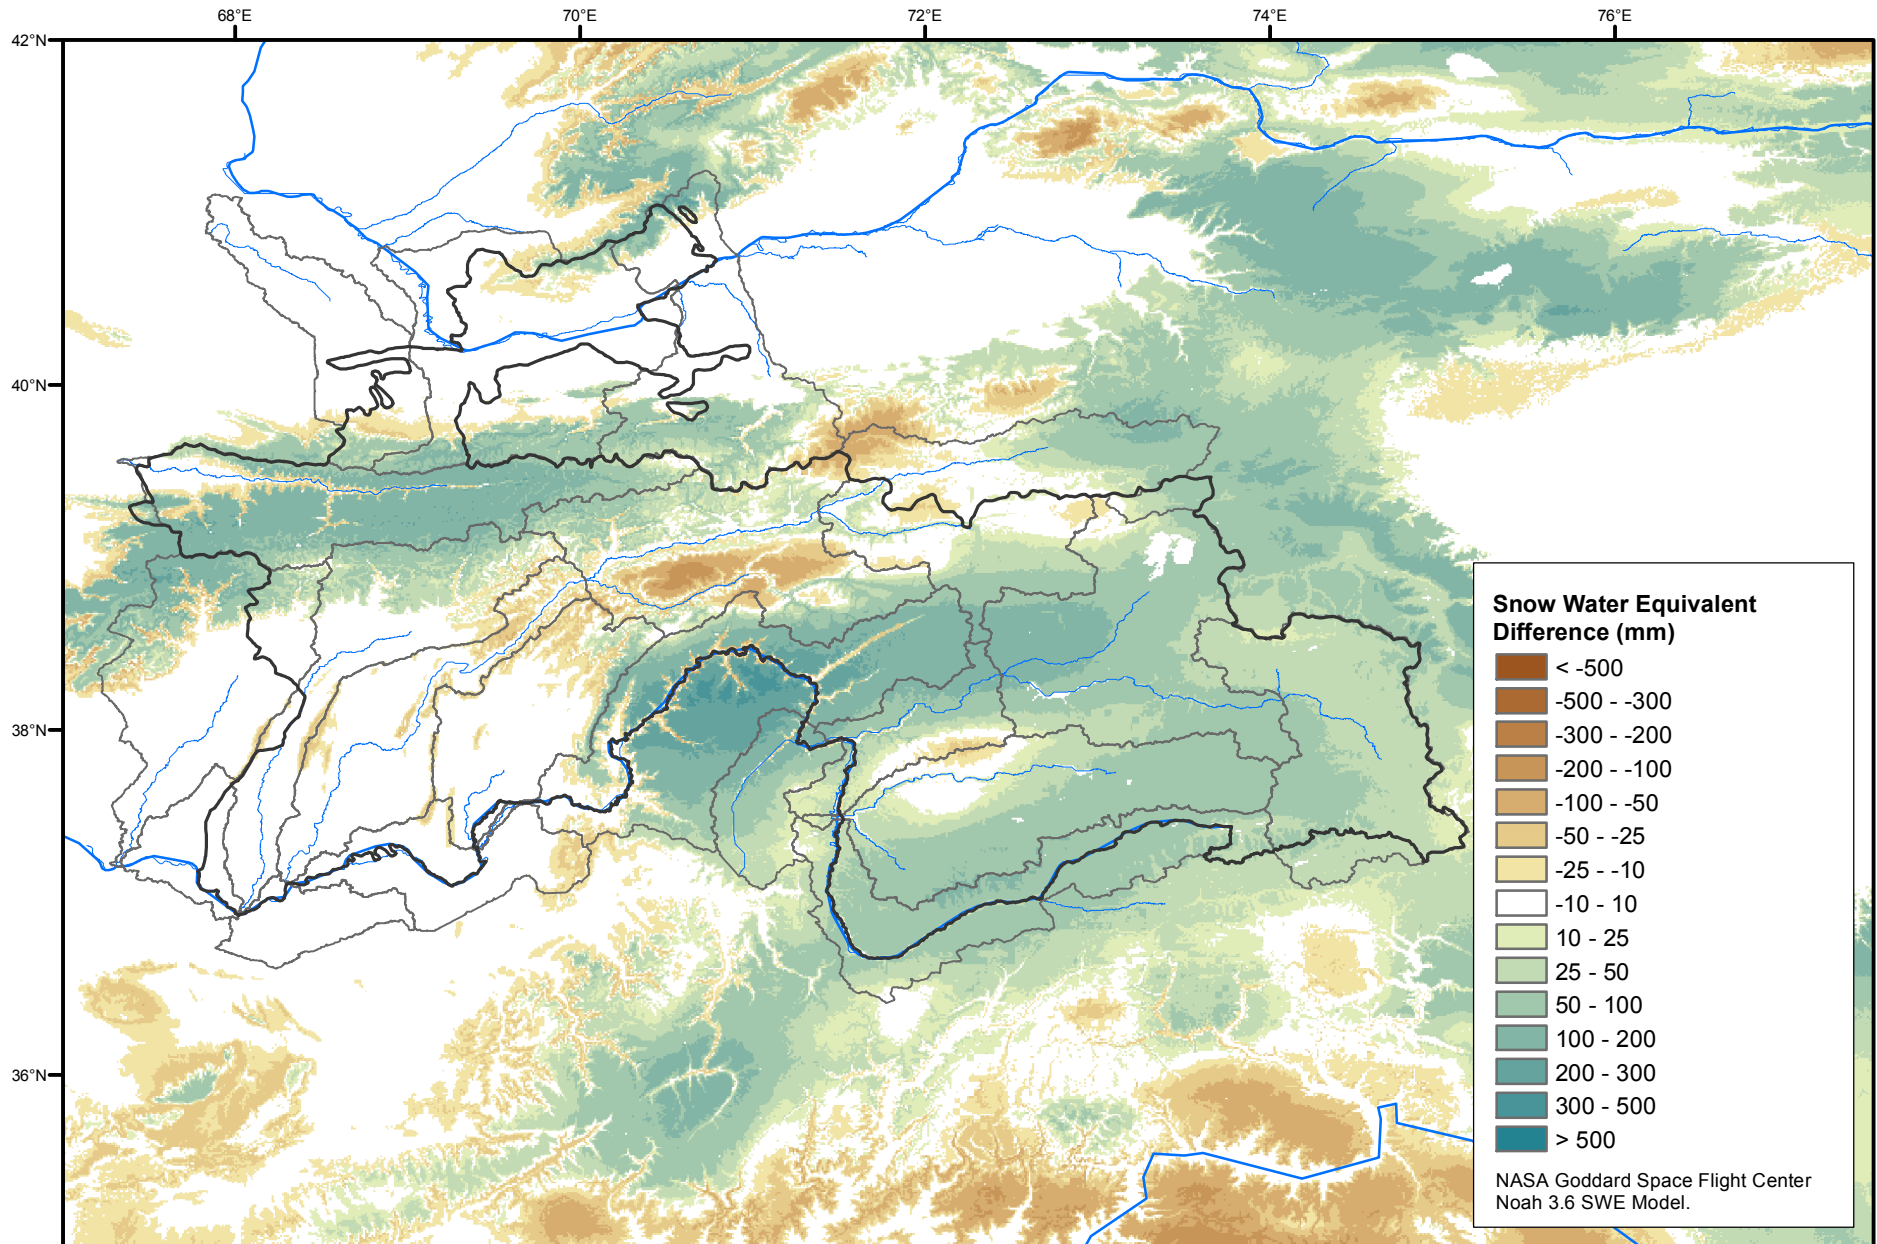 68°E 70°E 72°E 74°E 76°E
42°N
40°N
38°N
36°N
Snow Water Equivalent
Difference (mm)
< -500
-500 - -300
-300 - -200
-200 - -100
-100 - -50
-50 - -25
-25 - -10
-10 - 10
10 - 25
25 - 50
50 - 100
100 - 200
200 - 300
300 - 500
> 500
NASA Goddard Space Flight Center
Noah 3.6 SWE Model.